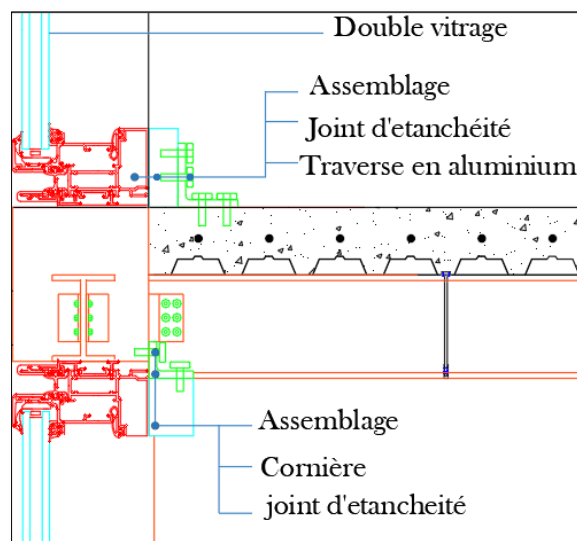 Double vitrage
Assemblage
Joint d'etanchéité
Traverse en aluminium
Assemblage
Cornière
joint d'etancheité